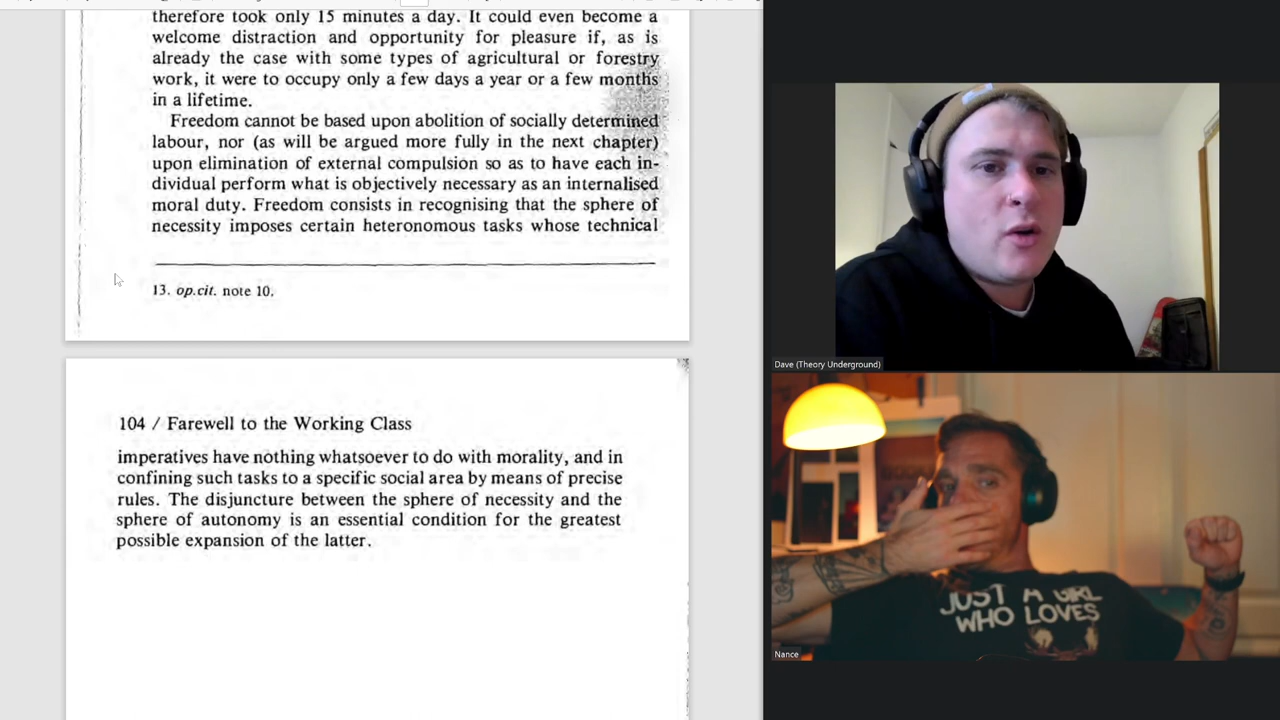 therefore took only 15 minutes a day. It could even become a
welcome distraction and opportunity for pleasure if, as is
already the case with some types of agricultural or forestry
work, it were to occupy only a few days a year or a few months
in a lifetime.
Freedom cannot be based upon abolition of socially determined
labour, nor (as will be argued more fully in the next chapter)
upon elimination of external compulsion so as to have each in-
dividual perform what is objectively necessary as an internalised
moral duty. Freedom consists in recognising that the sphere of
necessity imposes certain heteronomous tasks whose technical
13. op.cit. note 10.
104 / Farewell to the Working Class
imperatives have nothing whatsoever to do with morality, and in
confining such tasks to a specific social area by means of precise
rules. The disjuncture between the sphere of necessity and the
sphere of autonomy is an essential condition for the greatest
possible expansion of the latter.
Dave (Theory Underground)
JUST A GIRL
WHO LOVES
Nance